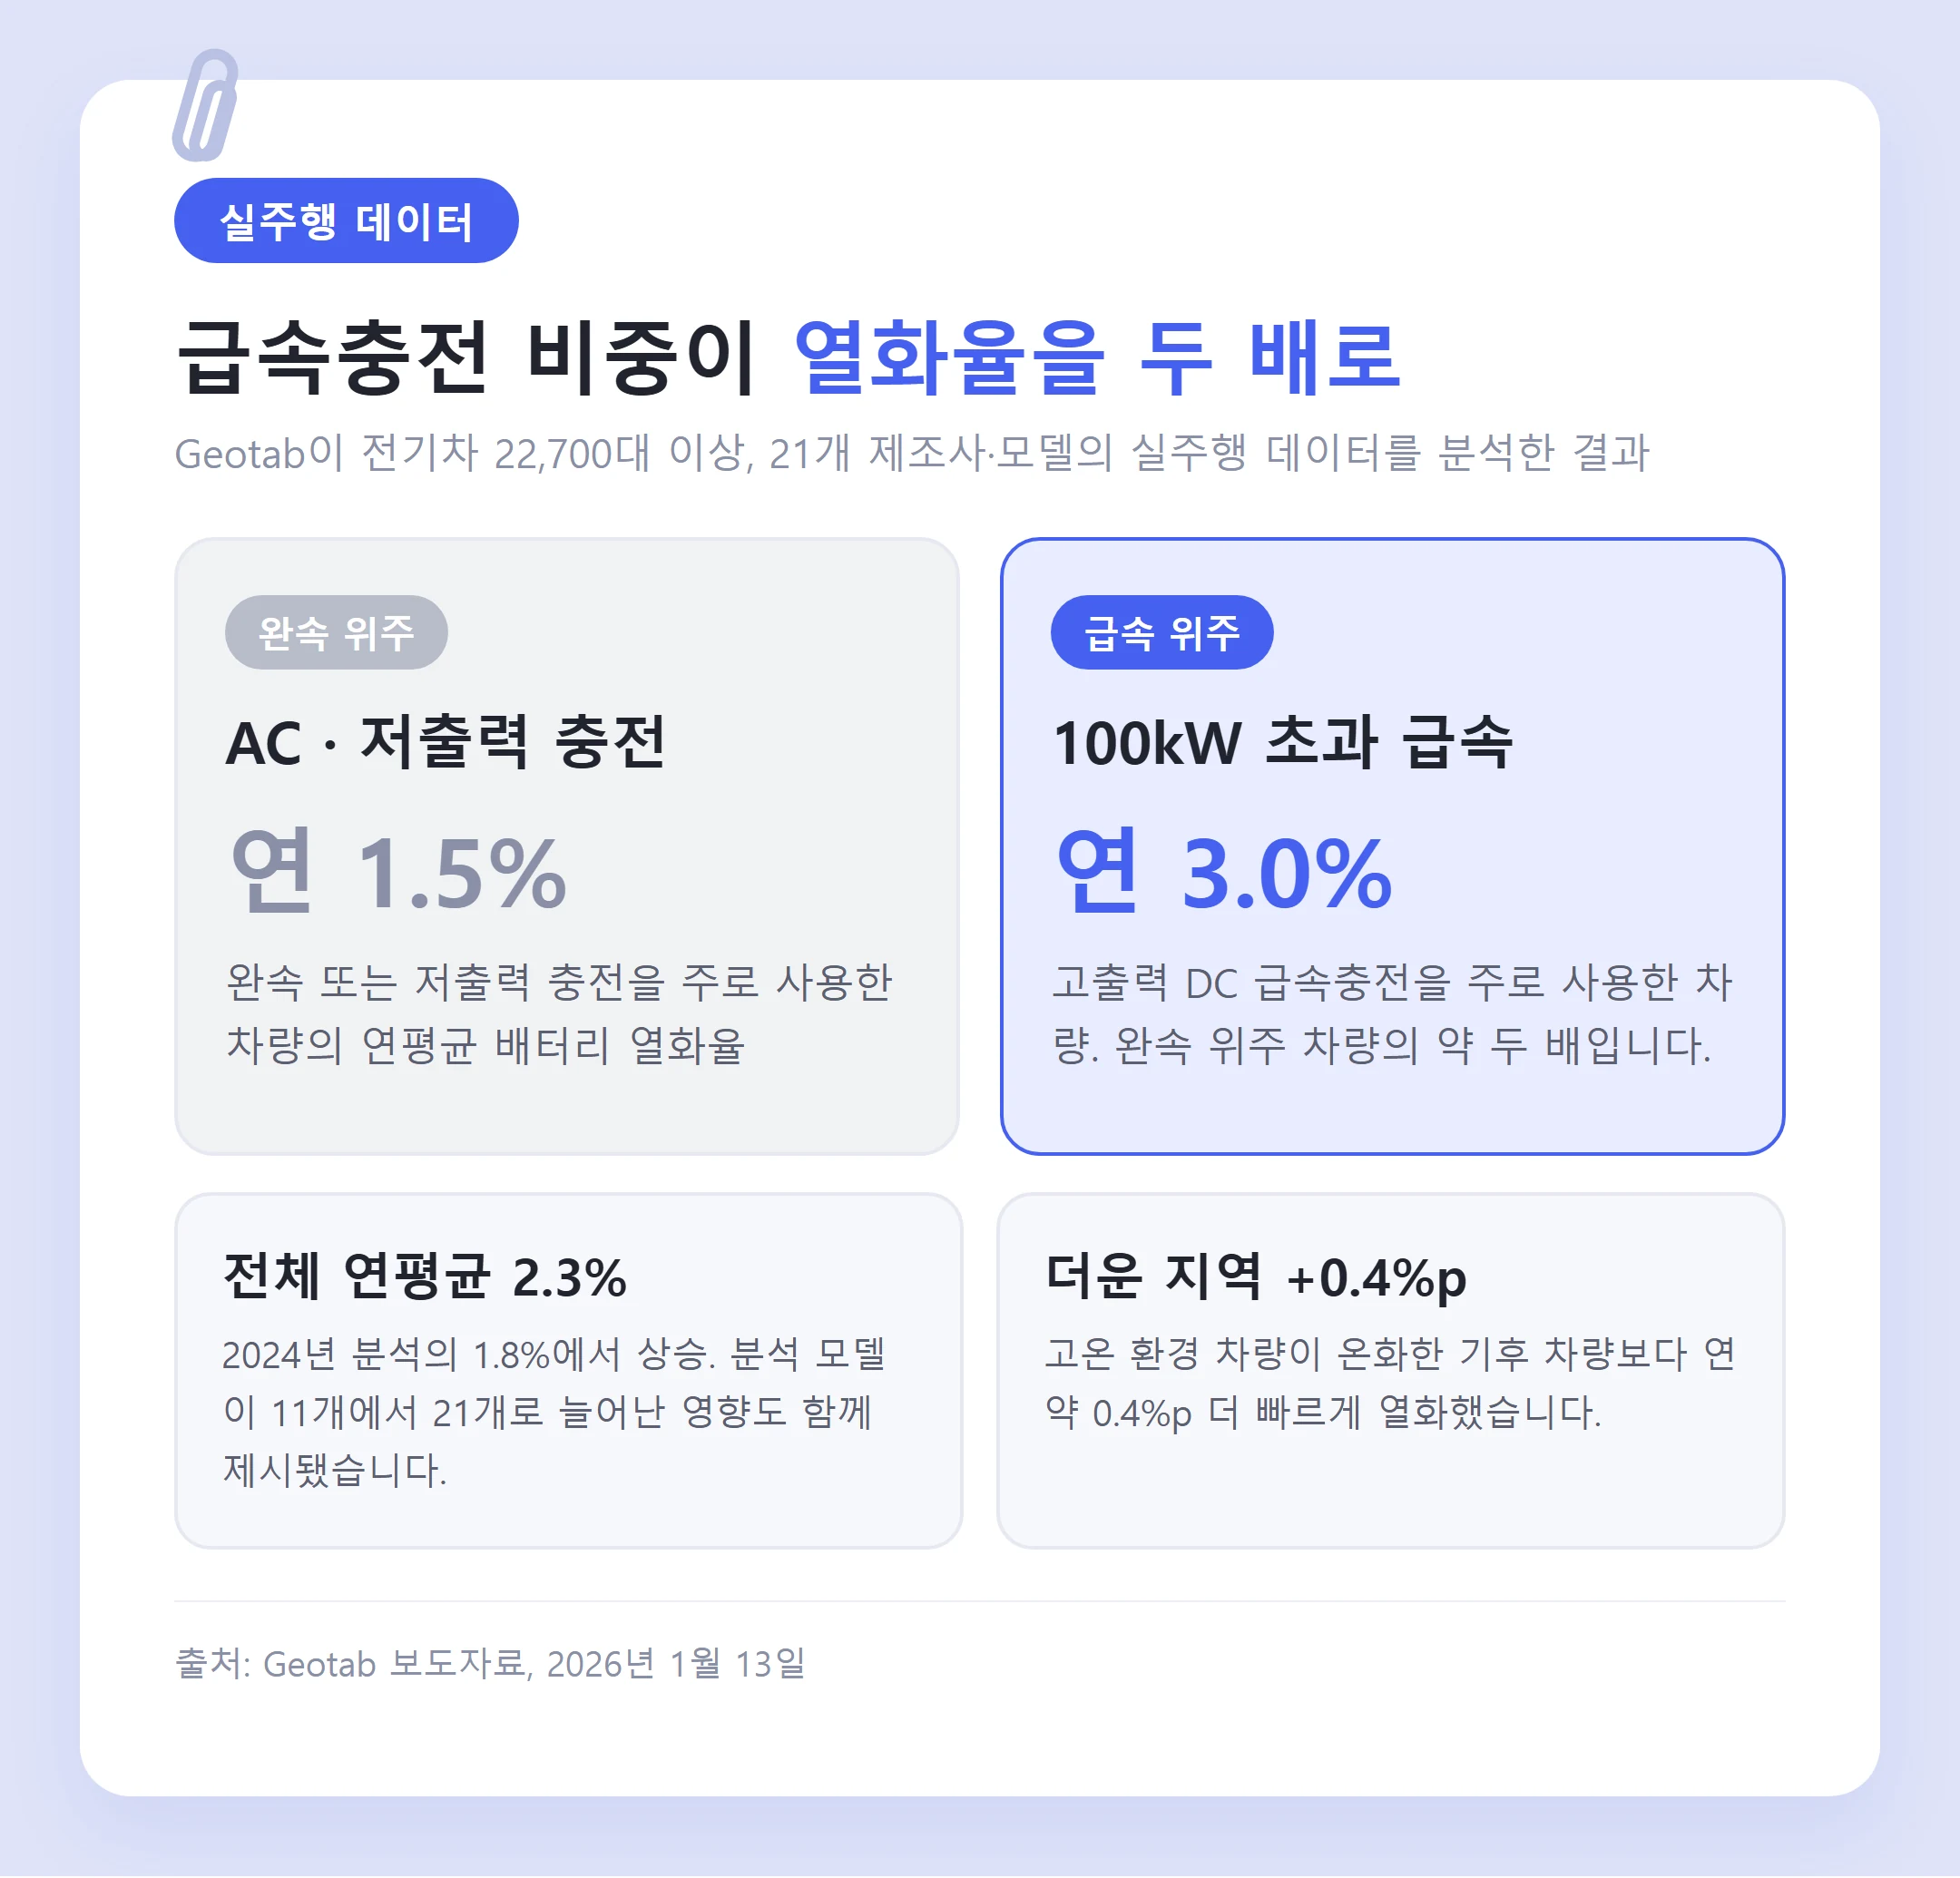 실주행 데이터
급속충전 비중이 열화율을 두 배로
Geotab이 전기차 22,700대 이상, 21개 제조사·모델의 실주행 데이터를 분석한 결과
완속 위주
AC · 저출력 충전
연 1.5%
완속 또는 저출력 충전을 주로 사용한
차량의 연평균 배터리 열화율
급속 위주
100kW 초과 급속
연 3.0%
고출력 DC 급속충전을 주로 사용한 차
량. 완속 위주 차량의 약 두 배입니다.
전체 연평균 2.3%
2024년 분석의 1.8%에서 상승. 분석 모델
이 11개에서 21개로 늘어난 영향도 함께
제시됐습니다.
더운 지역 +0.4%p
고온 환경 차량이 온화한 기후 차량보다 연
약 0.4%p 더 빠르게 열화했습니다.
출처: Geotab 보도자료, 2026년 1월 13일